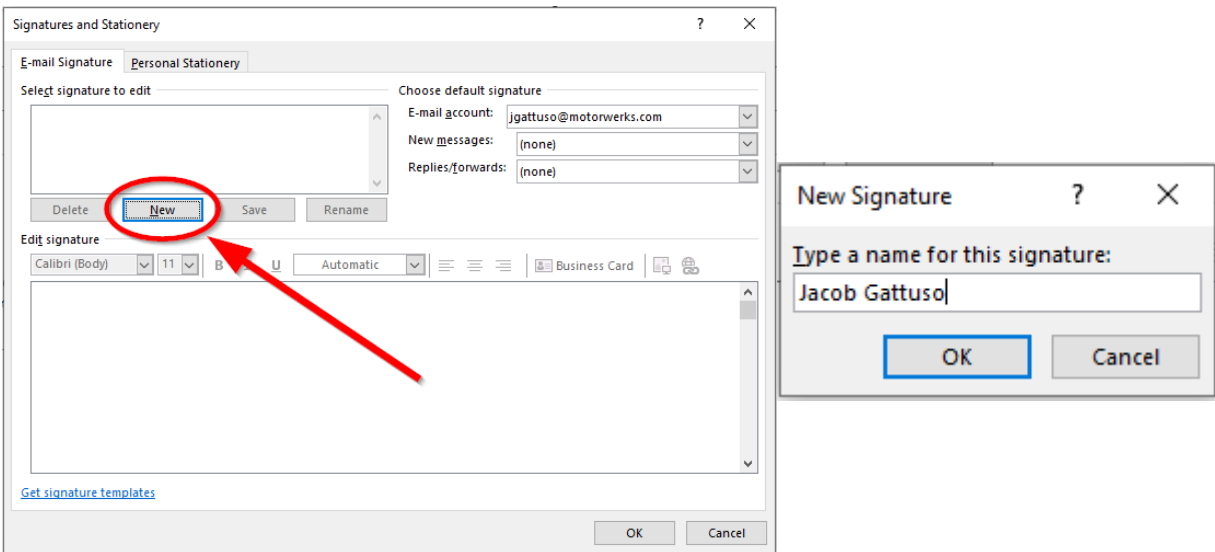 Signatures and Stationery ? X
E-mail Signature Personal Stationery
Select signature to edit
Choose default signature
E-mail account: jgattuso@motorwerks.com
New messages: (none)
Replies/forwards: (none)
Delete New Save Rename
Edit signature
Calibri (Body) 11 B U Automatic Business Card
Get signature templates
OK Cancel
New Signature ? X
Type a name for this signature:
Jacob Gattuso
OK Cancel